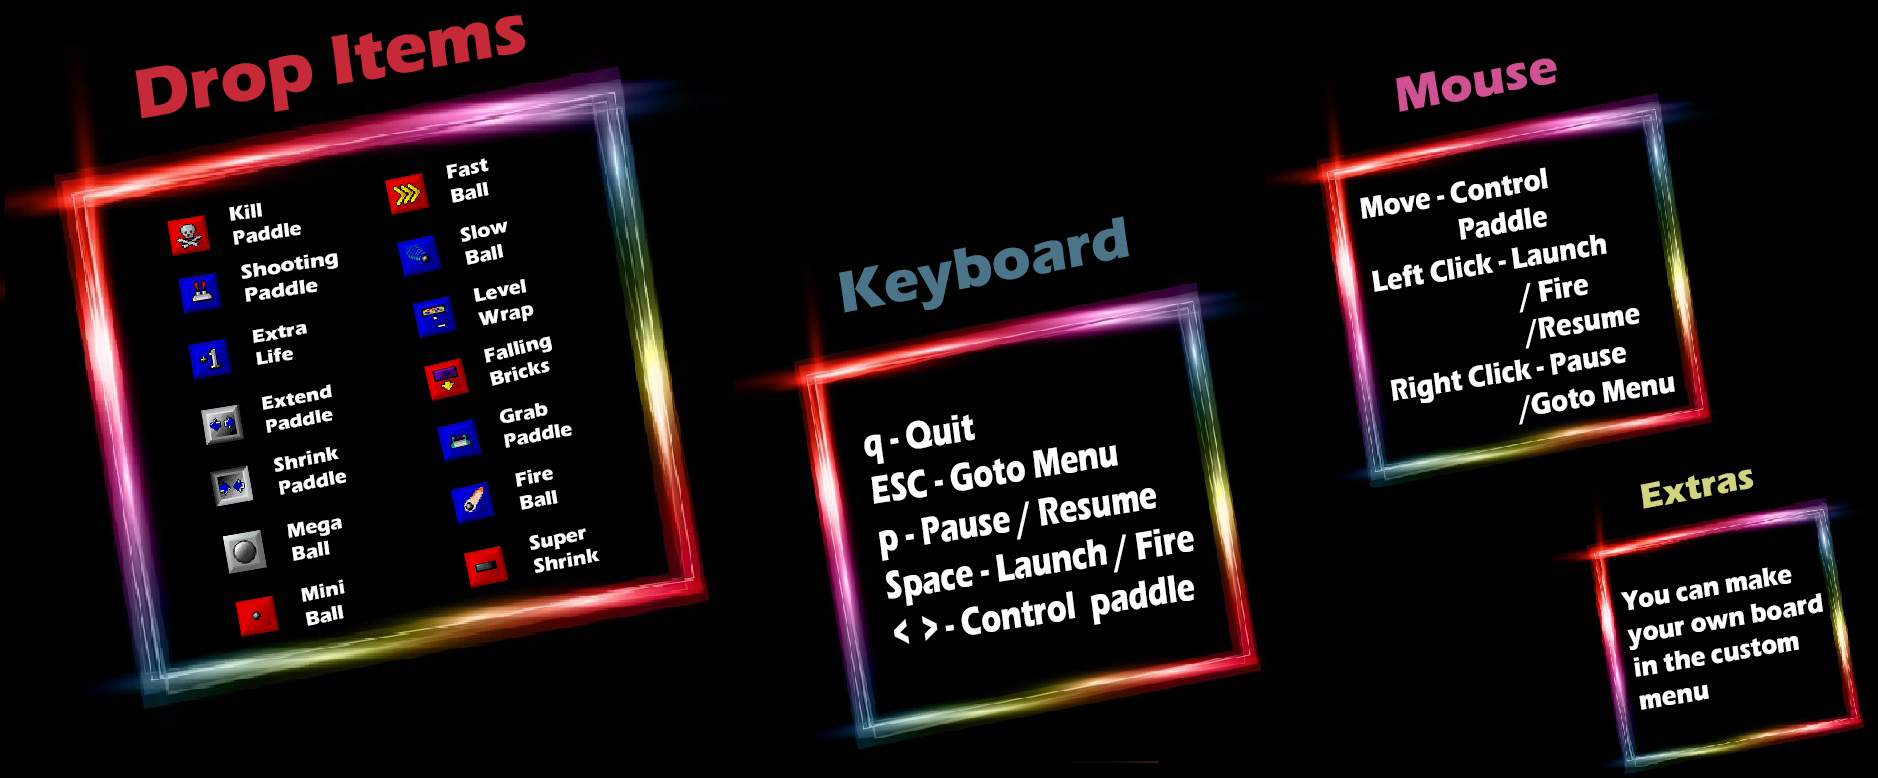 Drop Items
Kill
Paddle
Shooting
Paddle
+1
Extra
Life
Extend
Paddle
Shrink
Paddle
Mega
Ball
Mini
Ball
Fast
Ball
Slow
Ball
Level
Wrap
Falling
Bricks
Grab
Paddle
Fire
Ball
Super
Shrink
Keyboard
q - Quit
ESC - Goto Menu
p - Pause / Resume
Space - Launch / Fire
< > - Control paddle
Mouse
Move - Control
Paddle
Left Click - Launch
/ Fire
/Resume
Right Click - Pause
/Goto Menu
Extras
You can make
your own board
in the custom
menu